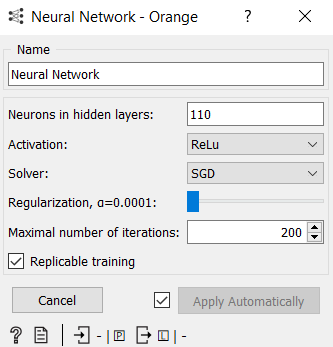 Neural Network - Orange ?
Name
Neural Network
Neurons in hidden layers: 110
Activation: ReLu
Solver: SGD
Regularization, α=0.0001:
Maximal number of iterations: 200
Replicable training
Cancel Apply Automatically
? - | P L | -